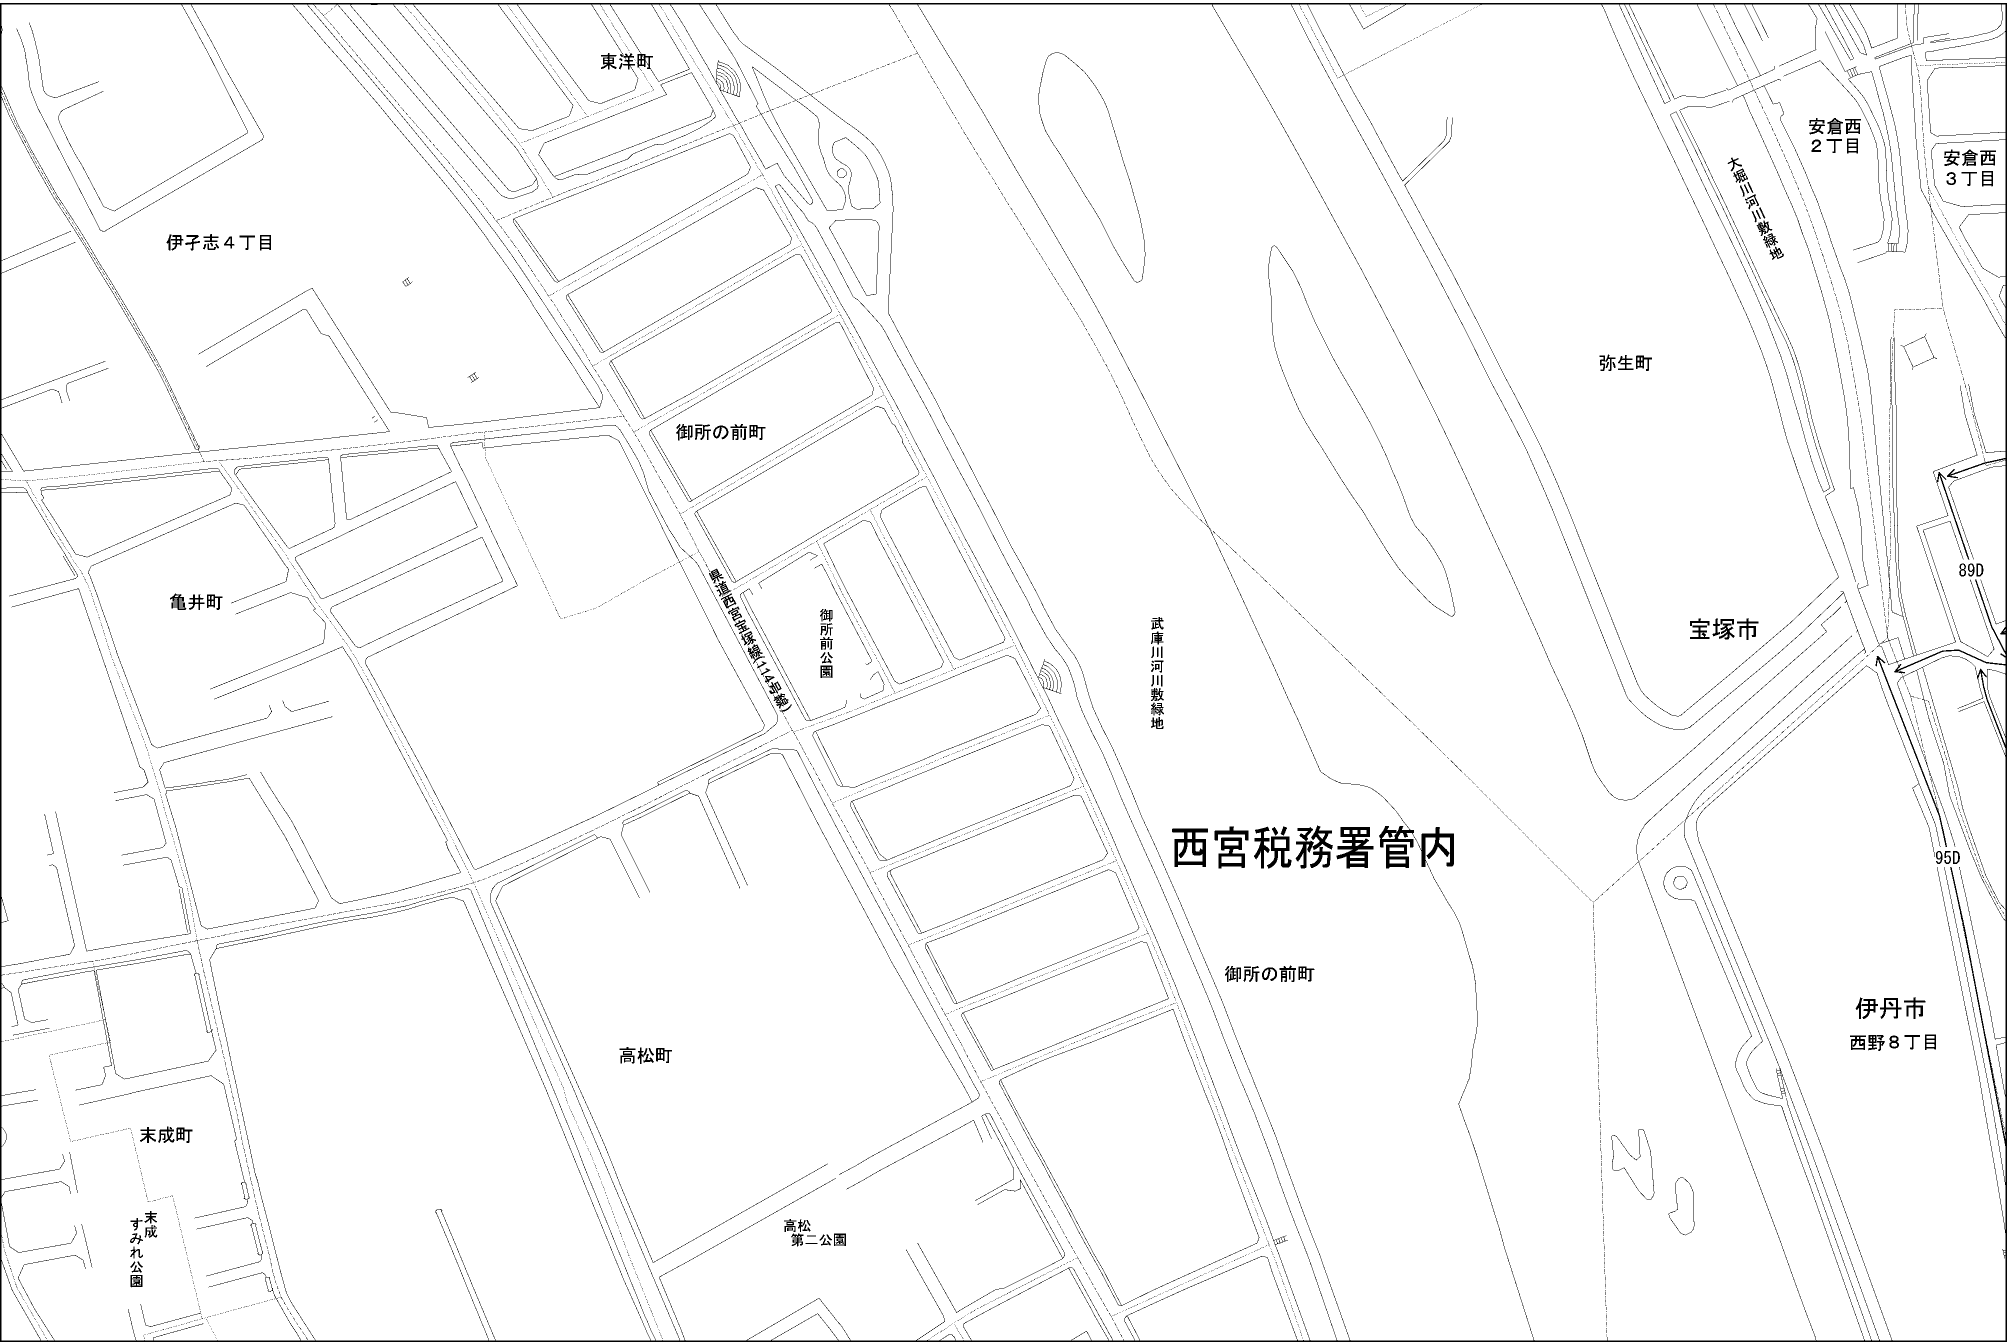 東洋町
安倉西
２丁目
安倉西
３丁目
大堀川河川敷緑地
伊孑志４丁目
弥生町
御所の前町
89D
県道西宮宝塚線(114号線)
亀井町
御所前公園
武庫川河川敷緑地
宝塚市
西宮税務署管内
95D
御所の前町
伊丹市
西野８丁目
高松町
末成町
末成
すみれ公園
高松
第二公園